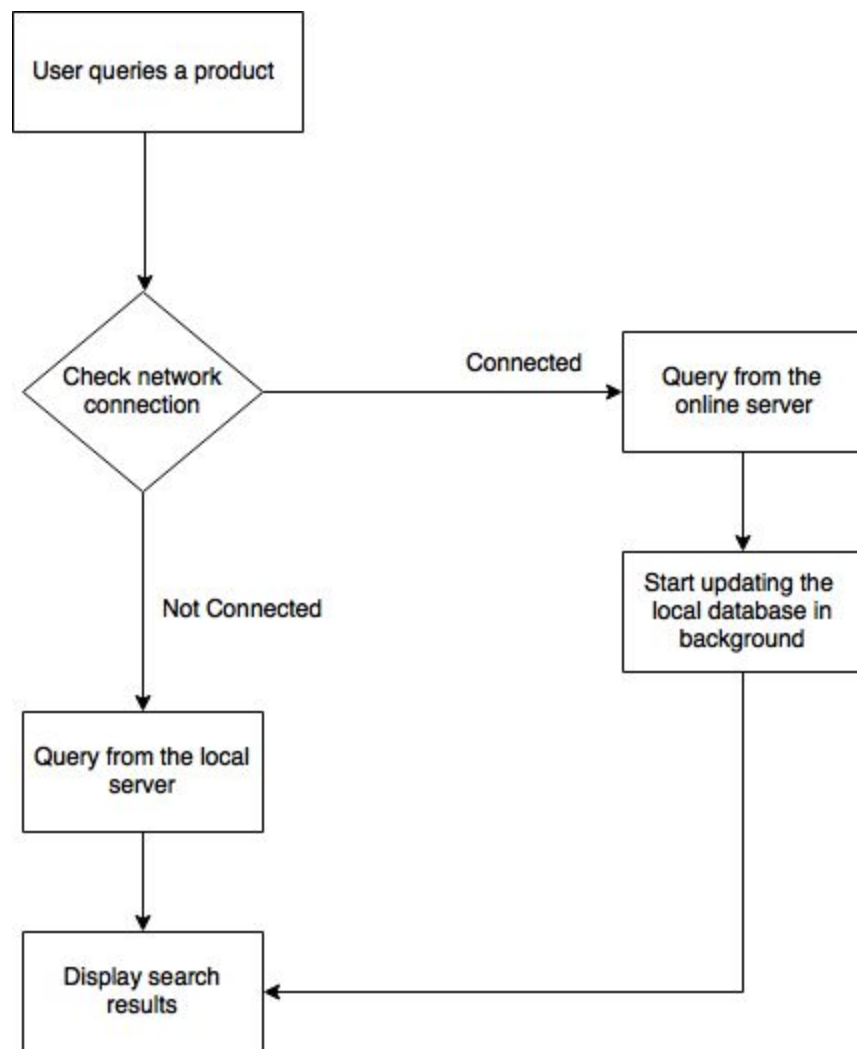 User queries a product
Check network
connection
Connected
Query from the
online server
Start updating the
local database in
background
Not Connected
Query from the local
server
Display search
results